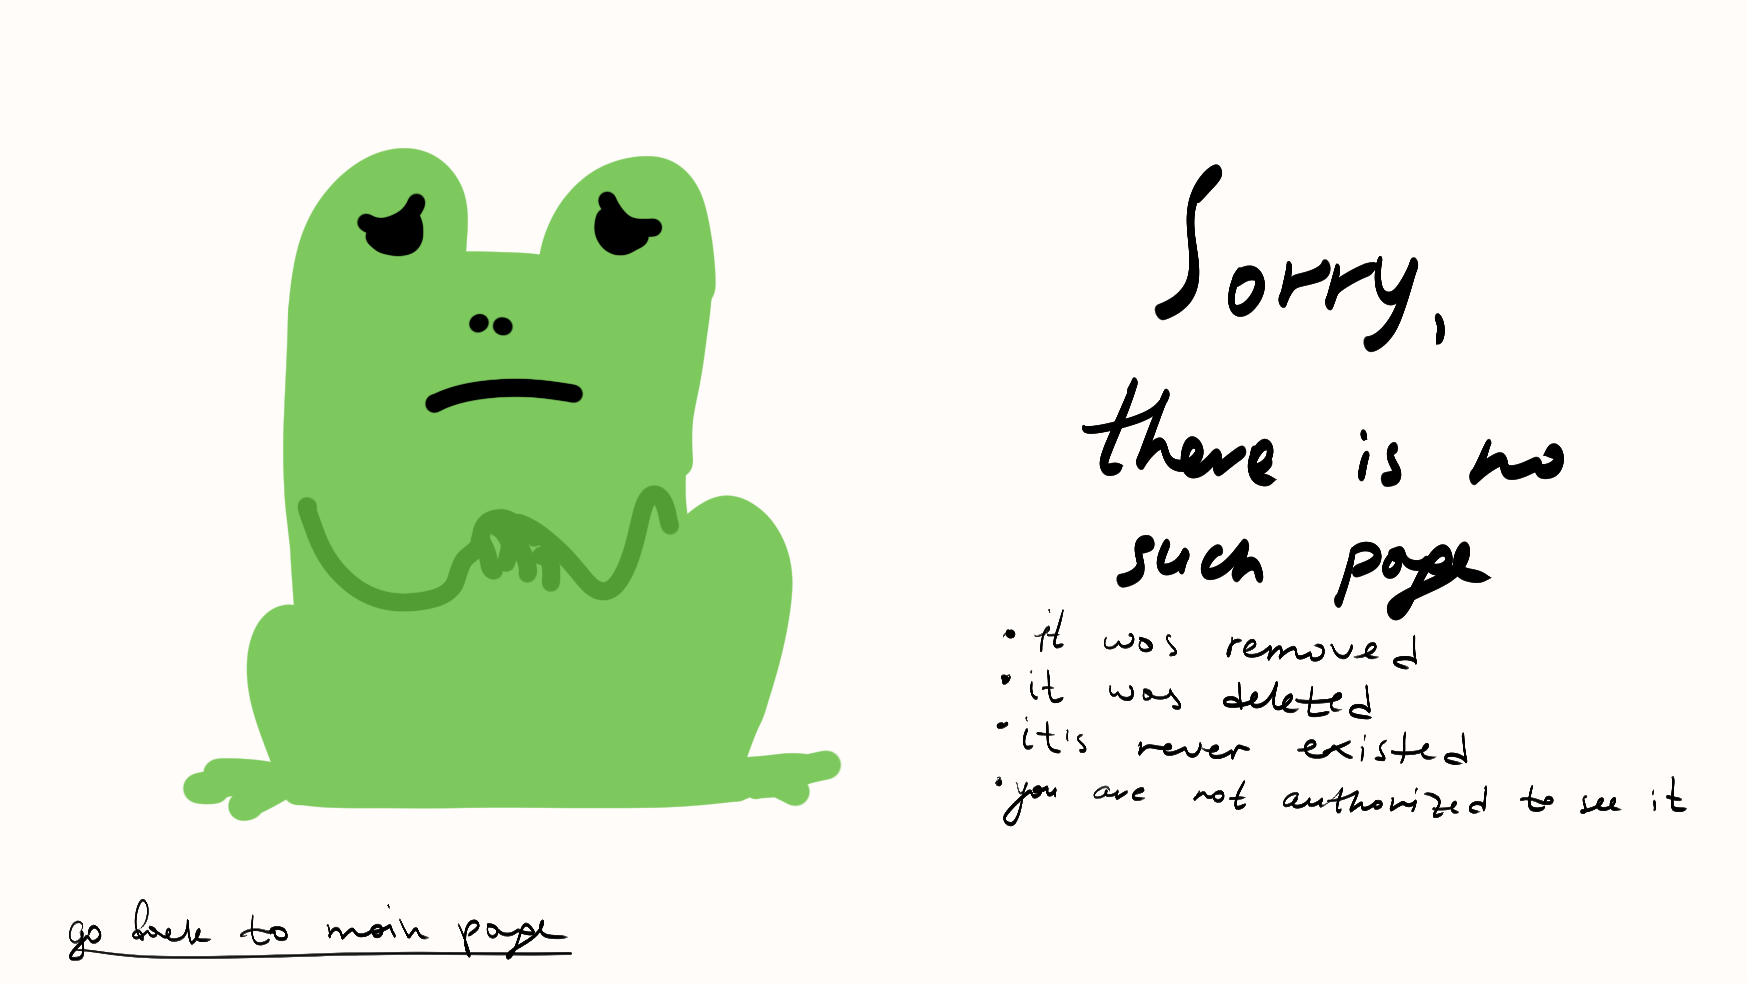 Sorry,
there is no
such page
• it was removed
• it was deleted
• it's never existed
• you are not authorized to see it
go back to main page